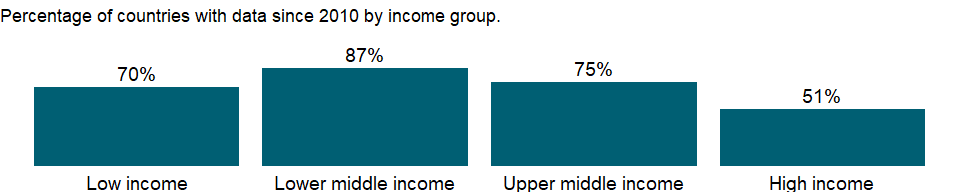 Percentage of countries with data since 2010 by income group.
70%
87%
75%
51%
Low income
Lower middle income
Upper middle income
High income